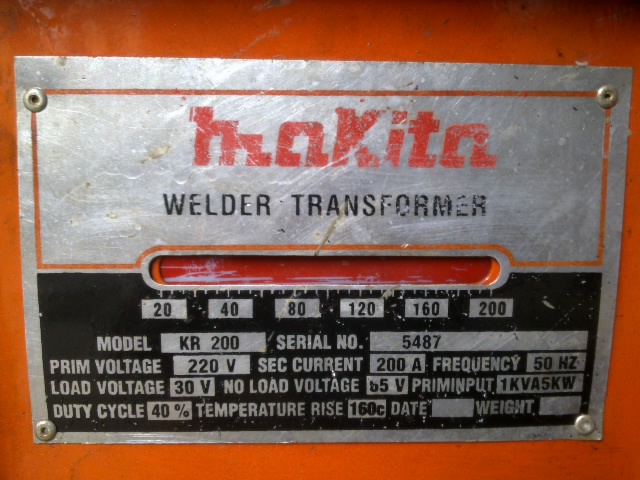 makita
WELDER TRANSFORMER
20 40 80 120 160 200
MODEL KR 200 SERIAL NO. 5487
PRIM VOLTAGE 220 V SEC CURRENT 200 A FREQUENCY 50 HZ
LOAD VOLTAGE 30 V NO LOAD VOLTAGE 65 V PRIMINPUT 1KVA5KW
DUTY CYCLE 40% TEMPERATURE RISE 160c DATE WEIGHT